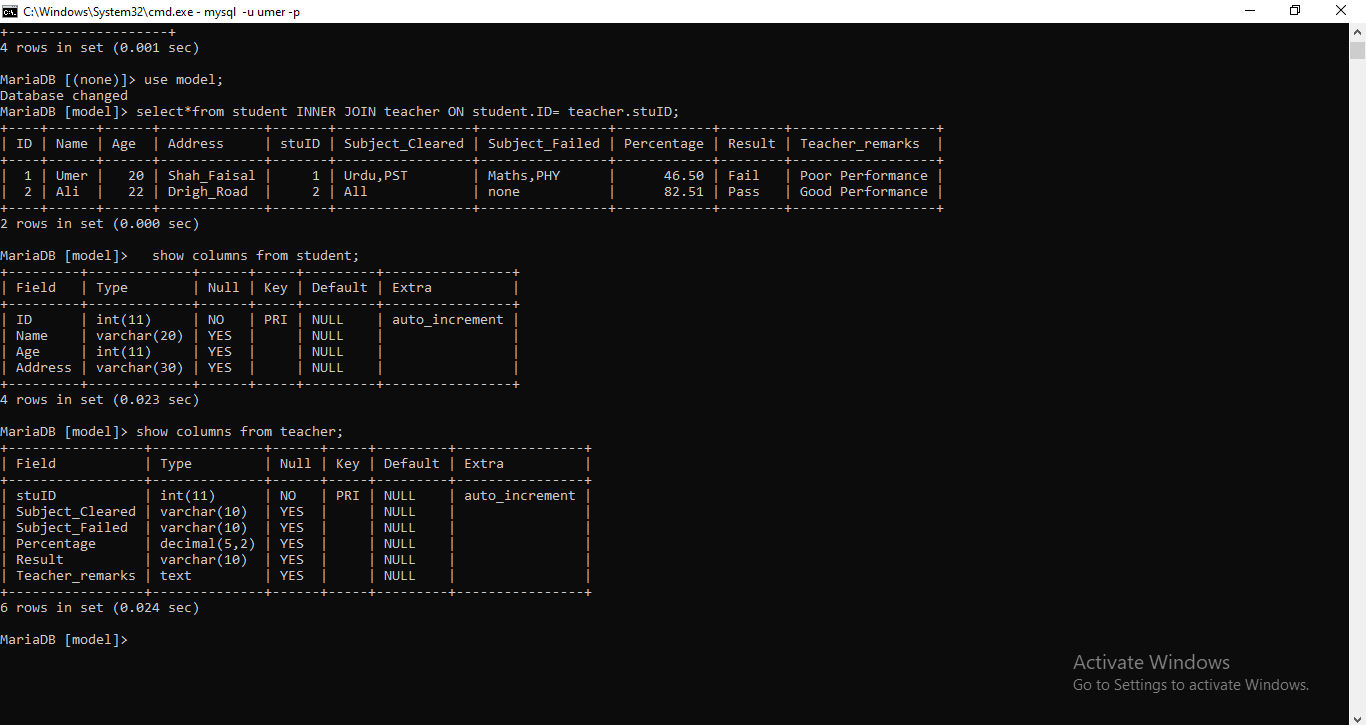 C:\Windows\System32\cmd.exe - mysql  -u umer -p
+--------------------+
4 rows in set (0.001 sec)

MariaDB [(none)]> use model;
Database changed
MariaDB [model]> select*from student INNER JOIN teacher ON student.ID= teacher.stuID;
+----+------+------+-------------+-------+-----------------+----------------+------------+--------+------------------+
| ID | Name | Age  | Address     | stuID | Subject_Cleared | Subject_Failed | Percentage | Result | Teacher_remarks  |
+----+------+------+-------------+-------+-----------------+----------------+------------+--------+------------------+
|  1 | Umer |   20 | Shah_Faisal |     1 | Urdu,PST        | Maths,PHY      |      46.50 | Fail   | Poor Performance |
|  2 | Ali  |   22 | Drigh_Road  |     2 | All             | none           |      82.51 | Pass   | Good Performance |
+----+------+------+-------------+-------+-----------------+----------------+------------+--------+------------------+
2 rows in set (0.000 sec)

MariaDB [model]>   show columns from student;
+---------+-------------+------+-----+---------+----------------+
| Field   | Type        | Null | Key | Default | Extra          |
+---------+-------------+------+-----+---------+----------------+
| ID      | int(11)     | NO   | PRI | NULL    | auto_increment |
| Name    | varchar(20) | YES  |     | NULL    |                |
| Age     | int(11)     | YES  |     | NULL    |                |
| Address | varchar(30) | YES  |     | NULL    |                |
+---------+-------------+------+-----+---------+----------------+
4 rows in set (0.023 sec)

MariaDB [model]> show columns from teacher;
+-----------------+--------------+------+-----+---------+----------------+
| Field           | Type         | Null | Key | Default | Extra          |
+-----------------+--------------+------+-----+---------+----------------+
| stuID           | int(11)      | NO   | PRI | NULL    | auto_increment |
| Subject_Cleared | varchar(10)  | YES  |     | NULL    |                |
| Subject_Failed  | varchar(10)  | YES  |     | NULL    |                |
| Percentage      | decimal(5,2) | YES  |     | NULL    |                |
| Result          | varchar(10)  | YES  |     | NULL    |                |
| Teacher_remarks | text         | YES  |     | NULL    |                |
+-----------------+--------------+------+-----+---------+----------------+
6 rows in set (0.024 sec)

MariaDB [model]>
Activate Windows
Go to Settings to activate Windows.